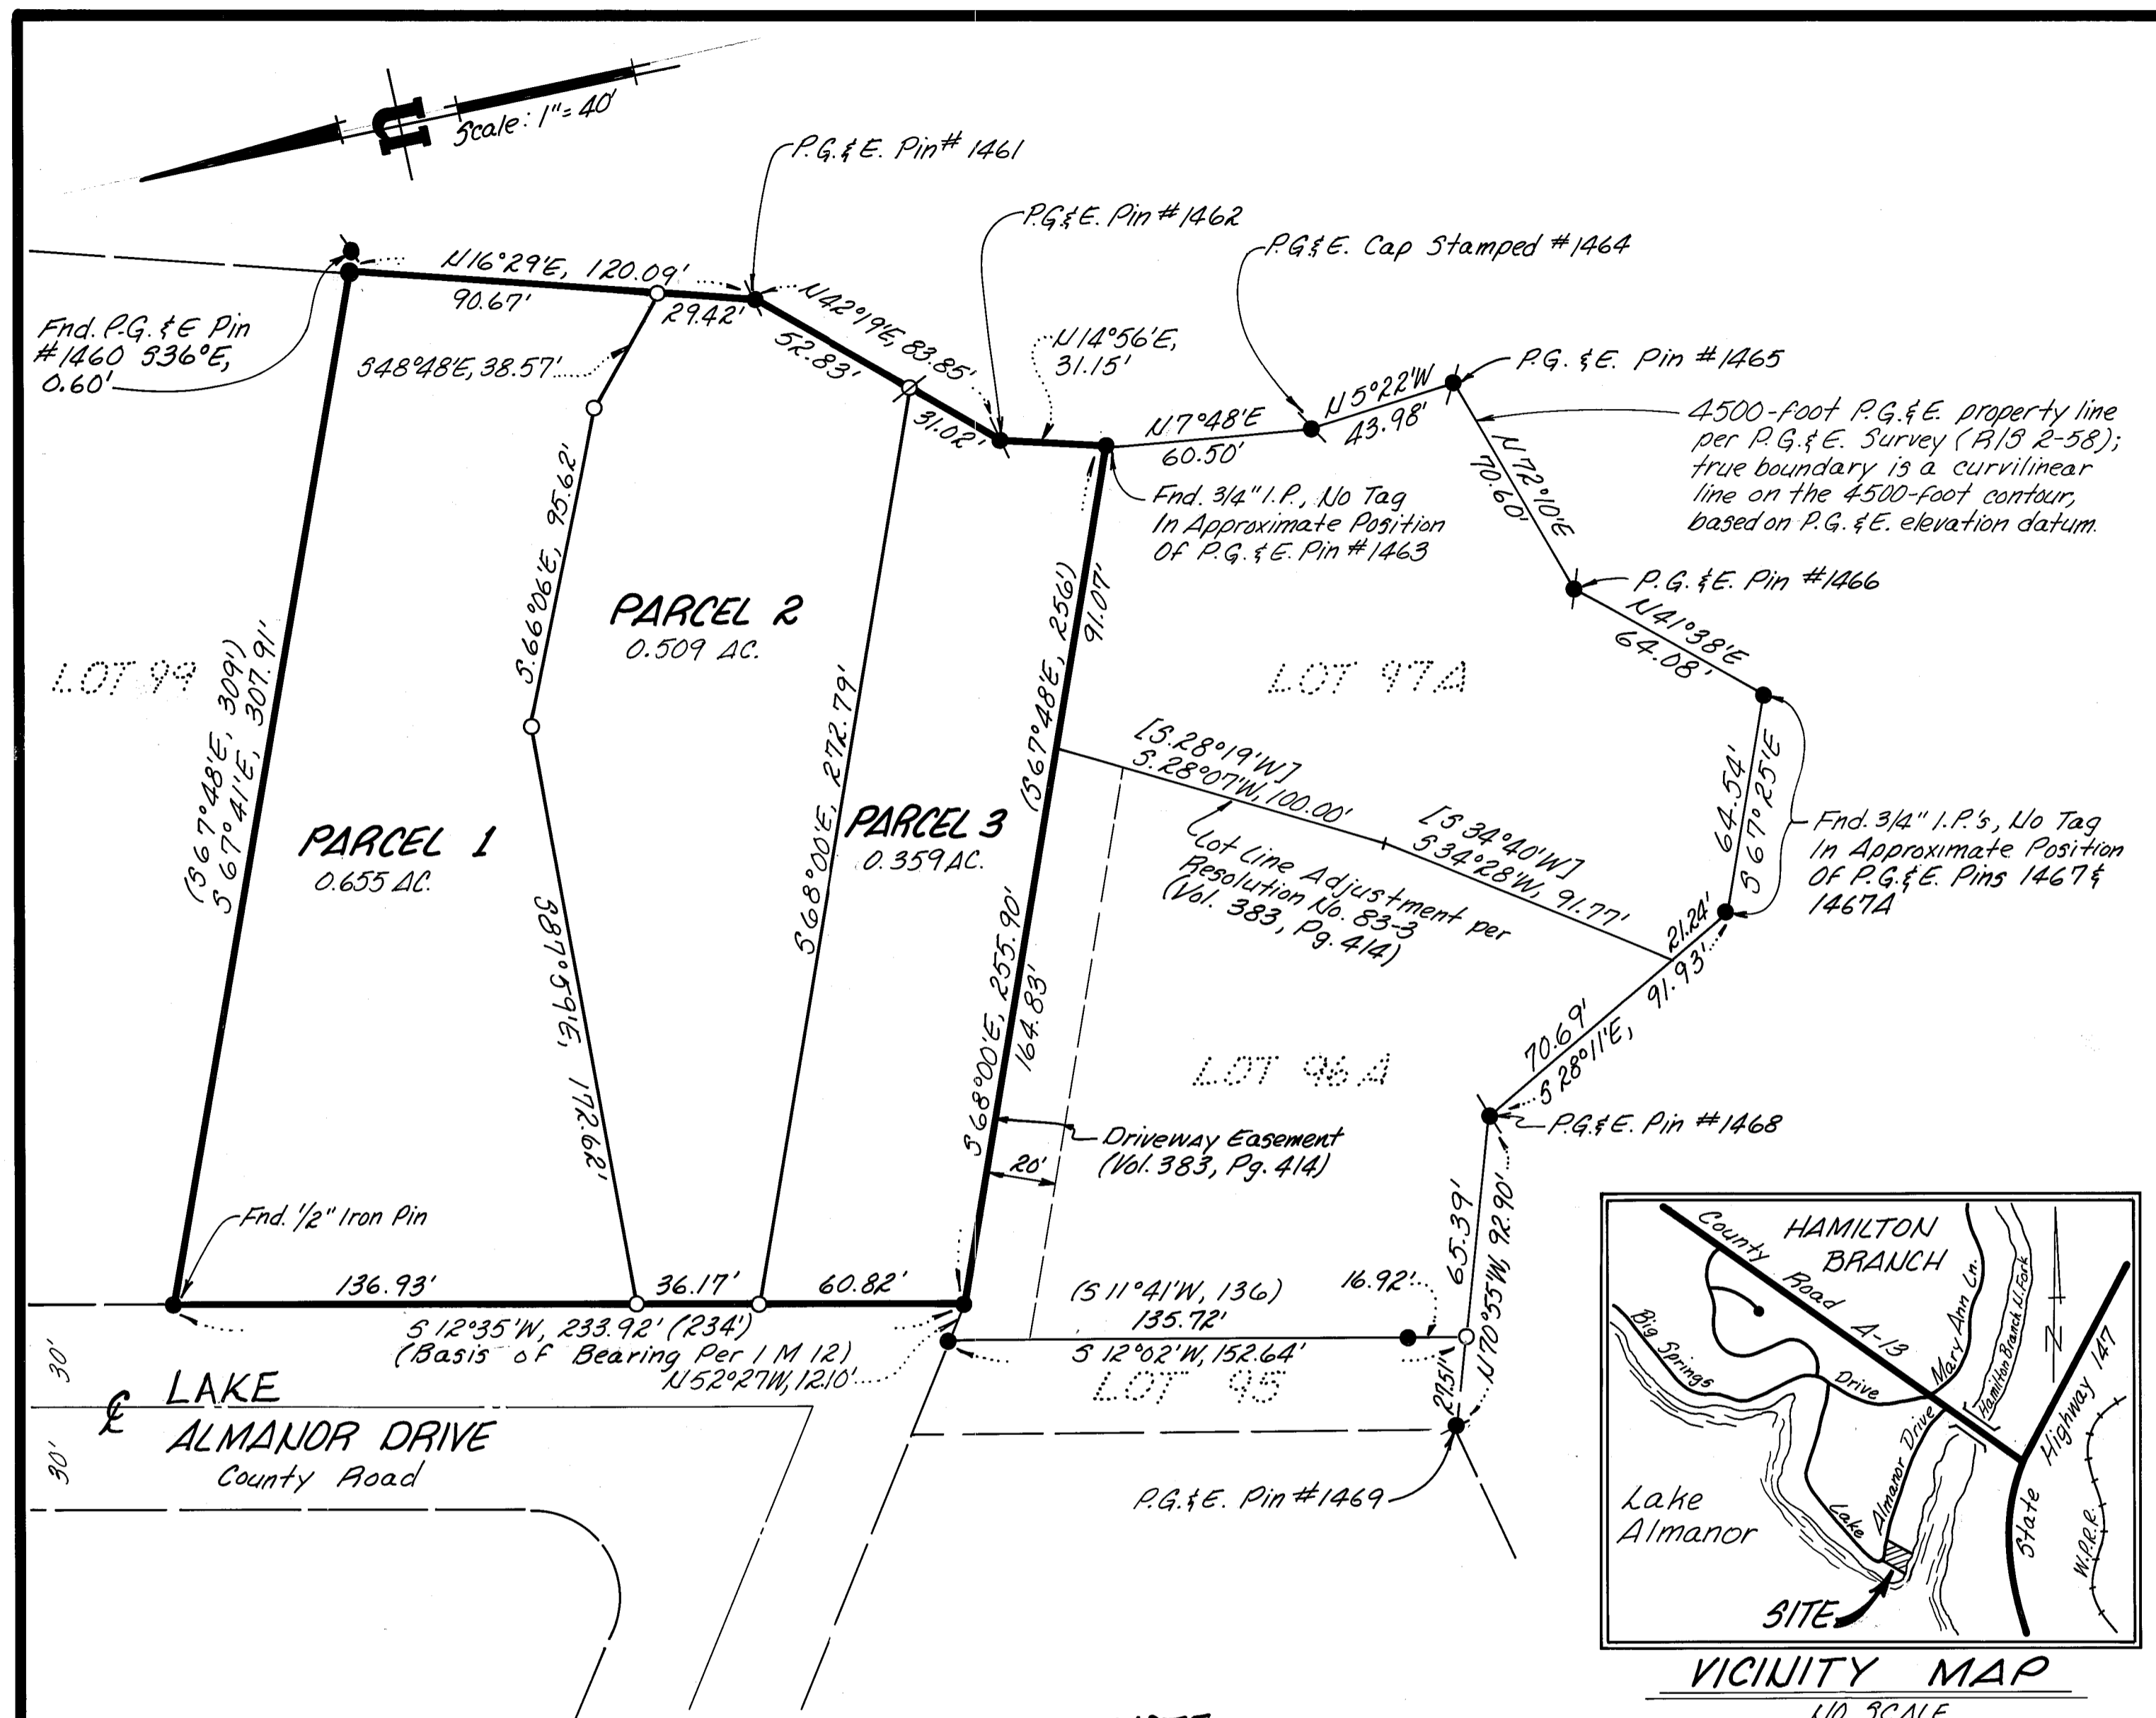 Scale: 1"=40'
P.G.&E. Pin# 1461
P.G.&E. Pin #1462
P.G.&E. Cap Stamped #1464
N16°29'E, 120.09'
90.67'
29.42'
N42°19'E, 83.85'
52.83'
31.02'
Fnd. P.G.&E Pin
#1460 S36°E,
0.60'
S48°48'E, 38.57'
N14°56'E,
31.15'
N7°48'E
60.50'
N5°22'W
43.98'
P.G.&E. Pin #1465
4500-foot P.G.&E. property line
per P.G.&E. Survey (R/S 2-58);
true boundary is a curvilinear
line on the 4500-foot contour,
based on P.G.&E. elevation datum.
N72°10'E
70.60'
Fnd. 3/4" I.P., No Tag
In Approximate Position
Of P.G.&E. Pin #1463
P.G.&E. Pin #1466
N41°38'E
64.08'
LOT 99
(S67°48'E, 309')
S67°41'E, 307.91'
S.66°06'E, 95.62'
PARCEL 2
0.509 AC.
S68°00'E, 272.79'
(S67°48'E, 256')
91.07'
LOT 97A
[S.28°19'W]
S.28°07'W, 100.00'
[S34°40'W]
S34°28'W, 91.77'
Lot Line Adjustment per
Resolution No. 83-3
(Vol. 383, Pg. 414)
64.54'
S67°25'E
Fnd. 3/4" I.P.'s, No Tag
In Approximate Position
Of P.G.&E. Pins 1467 &
1467A
PARCEL 1
0.655 AC.
S87°59'E, 172.62'
PARCEL 3
0.359 AC.
S68°00'E, 255.90'
164.83'
21.24'
91.93'
70.69'
S28°11'E,
LOT 96A
P.G.&E. Pin #1468
Driveway Easement
(Vol. 383, Pg. 414)
20'
65.39'
N70°55'W, 92.90'
27.51'
Fnd. 1/2" Iron Pin
136.93'
36.17'
60.82'
S12°35'W, 233.92' (234')
(Basis of Bearing Per 1 M 12)
N52°27'W, 12.10'
(S11°41'W, 136)
135.72'
16.92'
S12°02'W, 152.64'
LOT 95
30'
30'
℄
LAKE
ALMANOR DRIVE
County Road
P.G.&E. Pin #1469
HAMILTON
BRANCH
County Road A-13
Mary Ann Ln.
Hamilton Branch N. Fork
Big Springs Drive
Lake Almanor Drive
State Highway 147
W.P.R.R.
N
Lake
Almanor
SITE
VICINITY MAP
NO SCALE